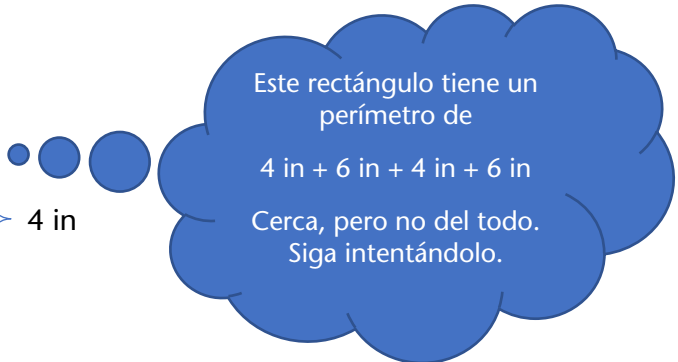 Este rectángulo tiene un
perímetro de
4 in + 6 in + 4 in + 6 in
4 in
Cerca, pero no del todo.
Siga intentándolo.